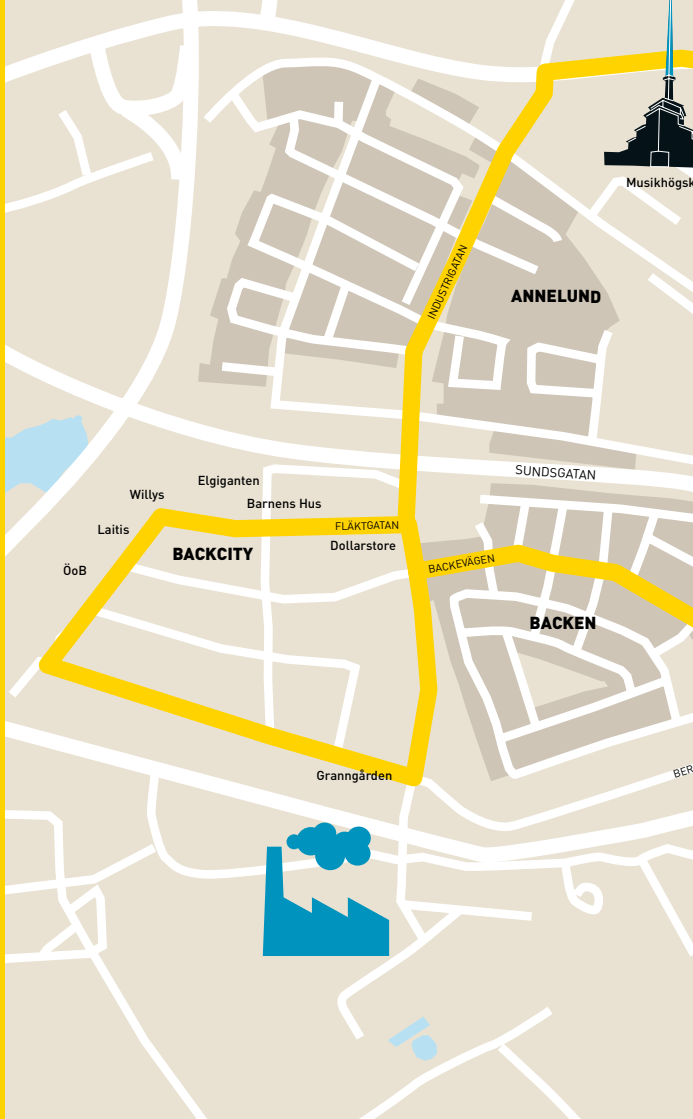 Musikhögsk
INDUSTRIGATAN
ANNELUND
SUNDSGATAN
Elgiganten
Willys
Barnens Hus
FLÄKTGATAN
Laitis
Dollarstore
BACKCITY
BACKEVÄGEN
ÖoB
BACKEN
BER
Granngården